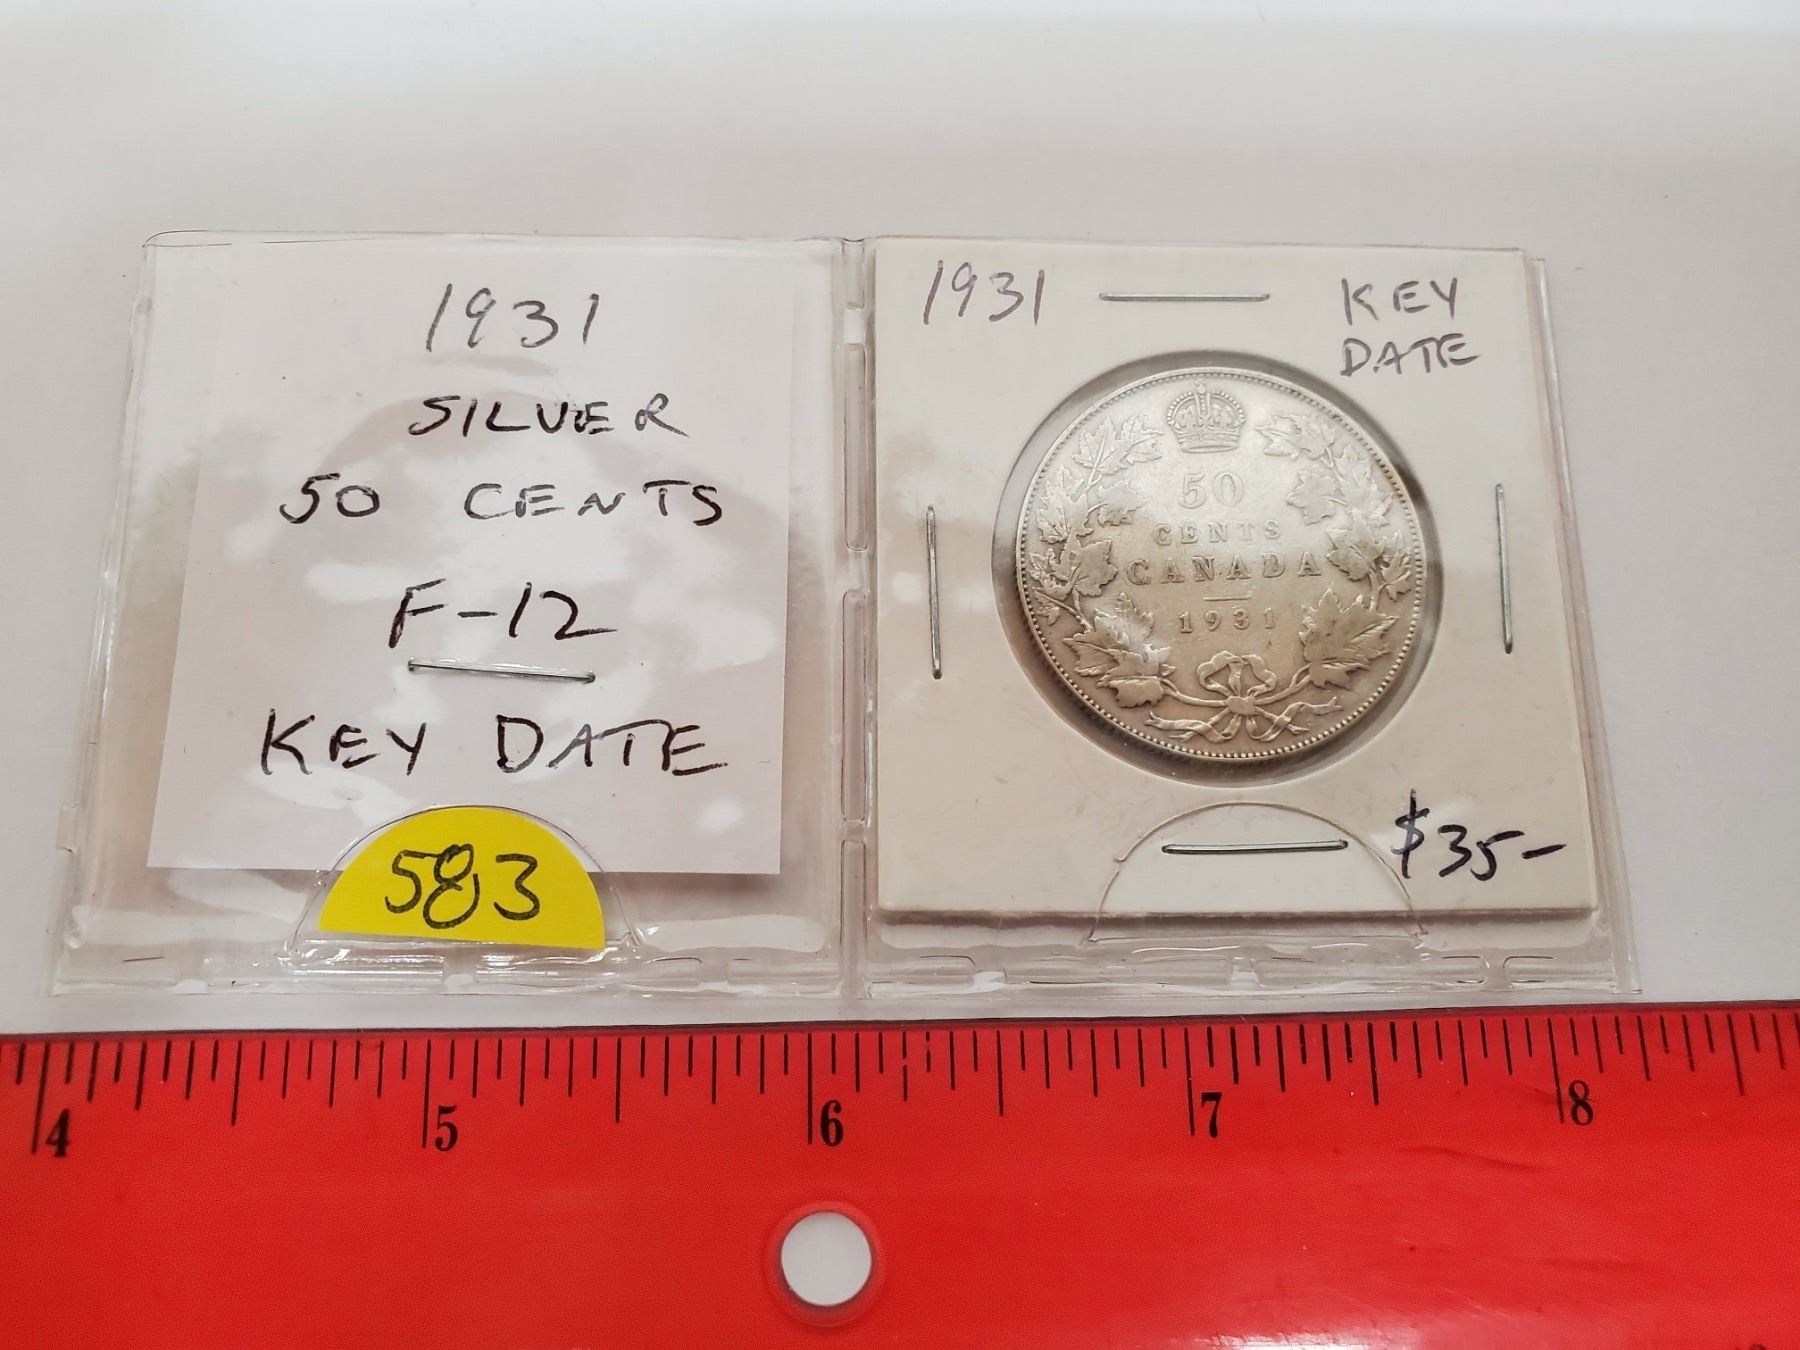 1931
SILVER
50 CENTS
F-12
KEY DATE
583
1931
KEY
DATE
50
CENTS
CANADA
1931
$35-
4 5 6 7 8